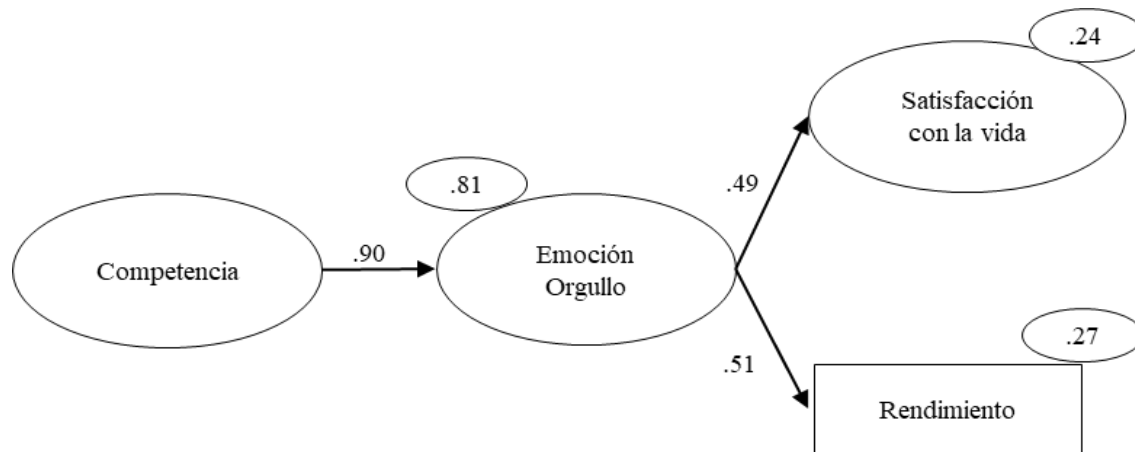 .24
Satisfacción
con la vida
.81
.49
Competencia
.90
Emoción
Orgullo
.51
.27
Rendimiento